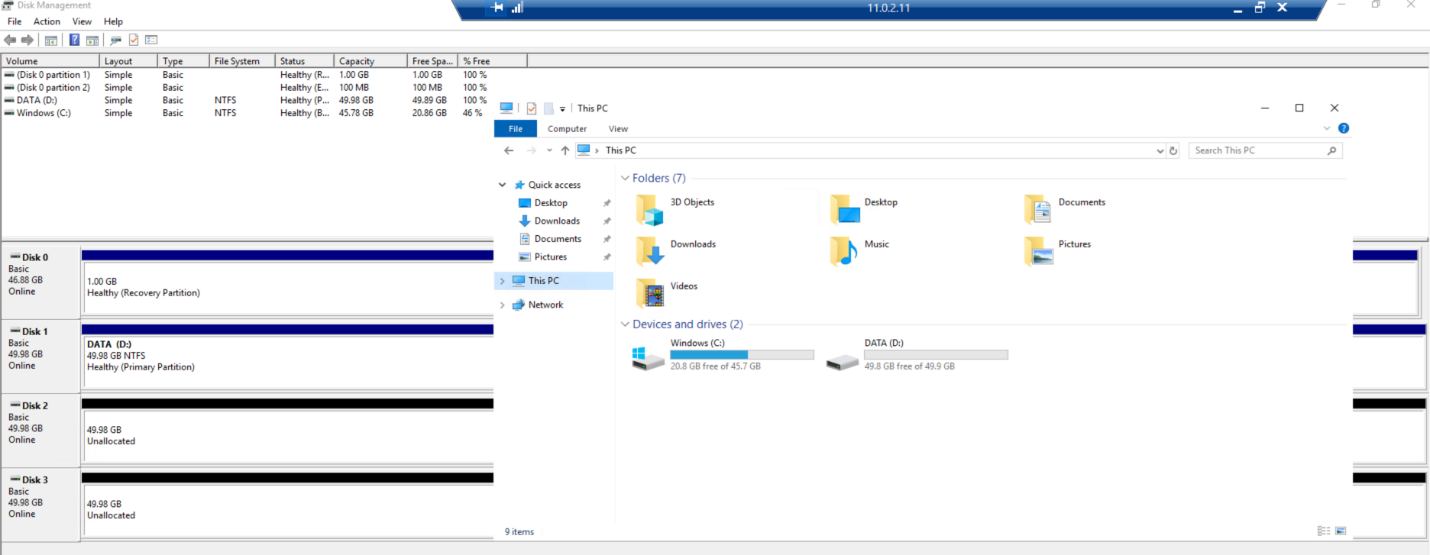 Disk Management
11.0.2.11
File Action View Help
Volume Layout Type File System Status Capacity Free Spa... % Free
(Disk 0 partition 1) Simple Basic Healthy (R... 1.00 GB 1.00 GB 100 %
(Disk 0 partition 2) Simple Basic Healthy (E... 100 MB 100 MB 100 %
DATA (D:) Simple Basic NTFS Healthy (P... 49.98 GB 49.89 GB 100 %
Windows (C:) Simple Basic NTFS Healthy (B... 45.78 GB 20.86 GB 46 %
Disk 0
Basic
46.88 GB
Online
1.00 GB
Healthy (Recovery Partition)
Disk 1
Basic
49.98 GB
Online
DATA (D:)
49.98 GB NTFS
Healthy (Primary Partition)
Disk 2
Basic
49.98 GB
Online
49.98 GB
Unallocated
Disk 3
Basic
49.98 GB
Online
49.98 GB
Unallocated
This PC
File Computer View
This PC
Search This PC
Quick access
Desktop
Downloads
Documents
Pictures
This PC
Network
Folders (7)
3D Objects
Desktop
Documents
Downloads
Music
Pictures
Videos
Devices and drives (2)
Windows (C:)
20.8 GB free of 45.7 GB
DATA (D:)
49.8 GB free of 49.9 GB
9 items